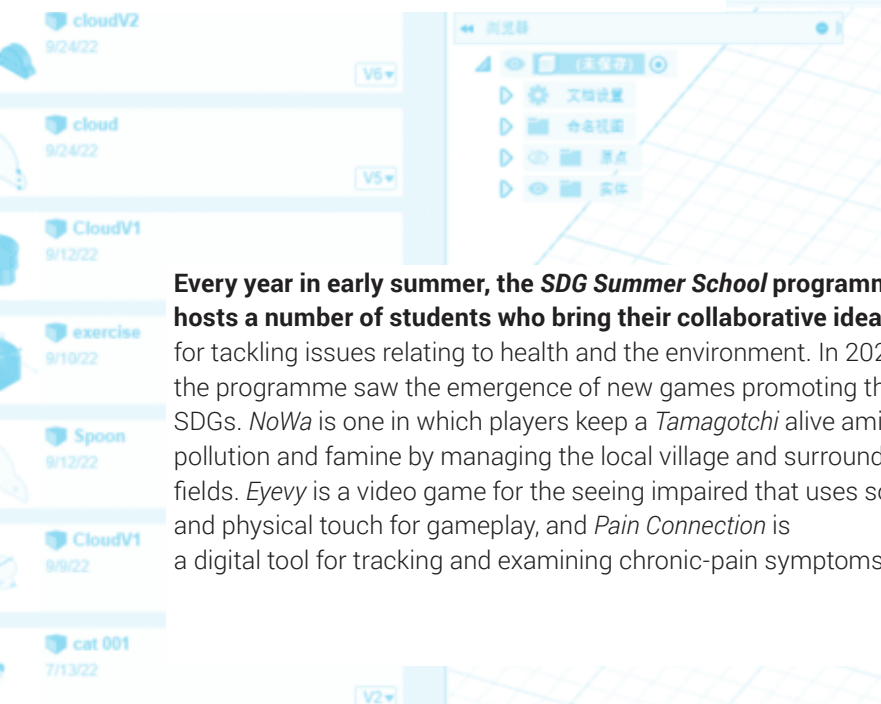 cloudV2
9/24/22
V6
cloud
9/24/22
V5
CloudV1
9/12/22
exercise
9/10/22
Spoon
9/12/22
CloudV1
9/9/22
cat 001
7/13/22
V2
浏览器
(未保存)
文档设置
命名视图
原点
实体
Every year in early summer, the SDG Summer School programm
hosts a number of students who bring their collaborative idea
for tackling issues relating to health and the environment. In 202
the programme saw the emergence of new games promoting th
SDGs. NoWa is one in which players keep a Tamagotchi alive ami
pollution and famine by managing the local village and surround
fields. Eyevy is a video game for the seeing impaired that uses so
and physical touch for gameplay, and Pain Connection is
a digital tool for tracking and examining chronic-pain symptoms